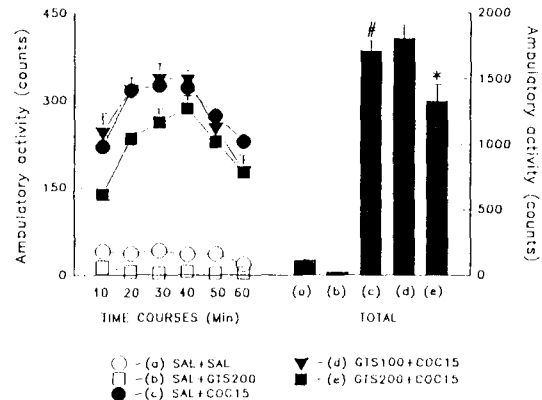 450
300
150
0
Ambulatory activity (counts)
10 20 30 40 50 60
TIME COURSES (Min)
#
*
(a) (b) (c) (d) (e)
TOTAL
2000
1500
1000
500
0
Ambulatory activity (counts)
-(a) SAL+SAL
-(b) SAL+GTS200
-(c) SAL+COC15
-(d) GTS100+COC15
-(e) GTS200+COC15